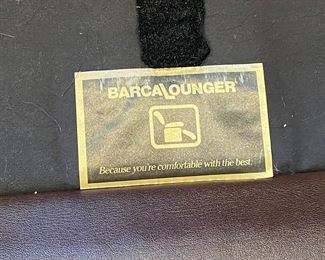 BARCALOUNGER
Because you're comfortable with the best.